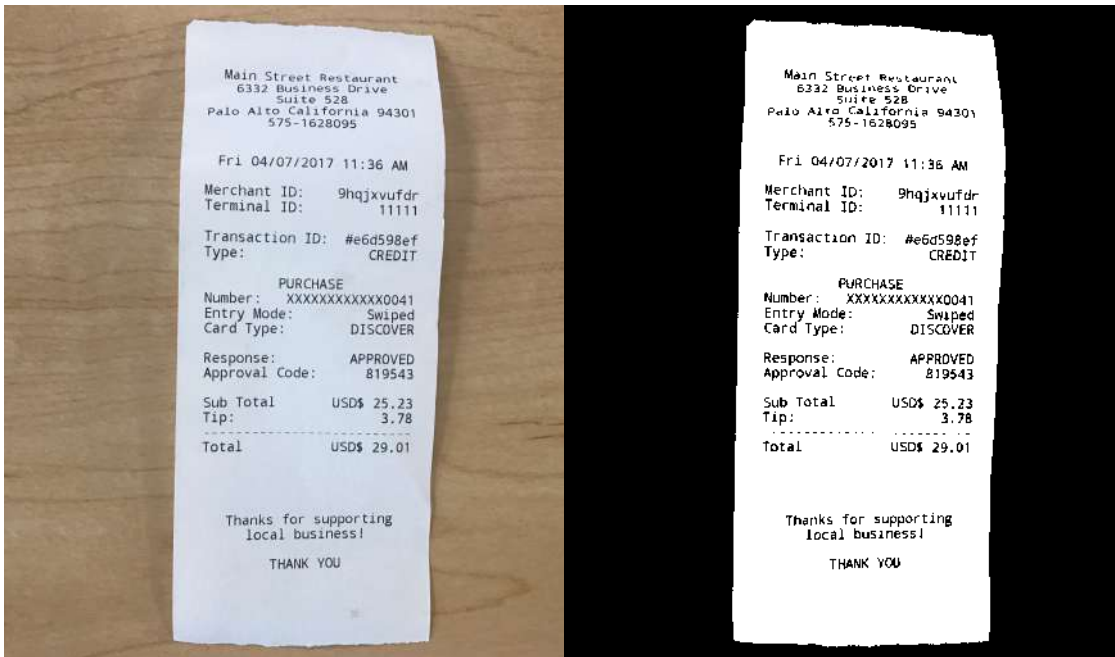 Main Street Restaurant
6332 Business Drive
Suite 528
Palo Alto California 94301
575-1628095
Fri 04/07/2017 11:36 AM
Merchant ID: 9hqjxvufdr
Terminal ID: 11111
Transaction ID: #e6d598ef
Type: CREDIT
PURCHASE
Number: XXXXXXXXXXXX0041
Entry Mode: Swiped
Card Type: DISCOVER
Response: APPROVED
Approval Code: 819543
Sub Total USD$ 25.23
Tip: 3.78
Total USD$ 29.01
Thanks for supporting
local business!
THANK YOU
Main Street Restaurant
6332 Business Drive
Suite 528
Palo Alto California 94301
575-1628095
Fri 04/07/2017 11:36 AM
Merchant ID: 9hqjxvufdr
Terminal ID: 11111
Transaction ID: #e6d598ef
Type: CREDIT
PURCHASE
Number: XXXXXXXXXXXX0041
Entry Mode: Swiped
Card Type: DISCOVER
Response: APPROVED
Approval Code: 819543
Sub Total USD$ 25.23
Tip: 3.78
Total USD$ 29.01
Thanks for supporting
local business!
THANK YOU